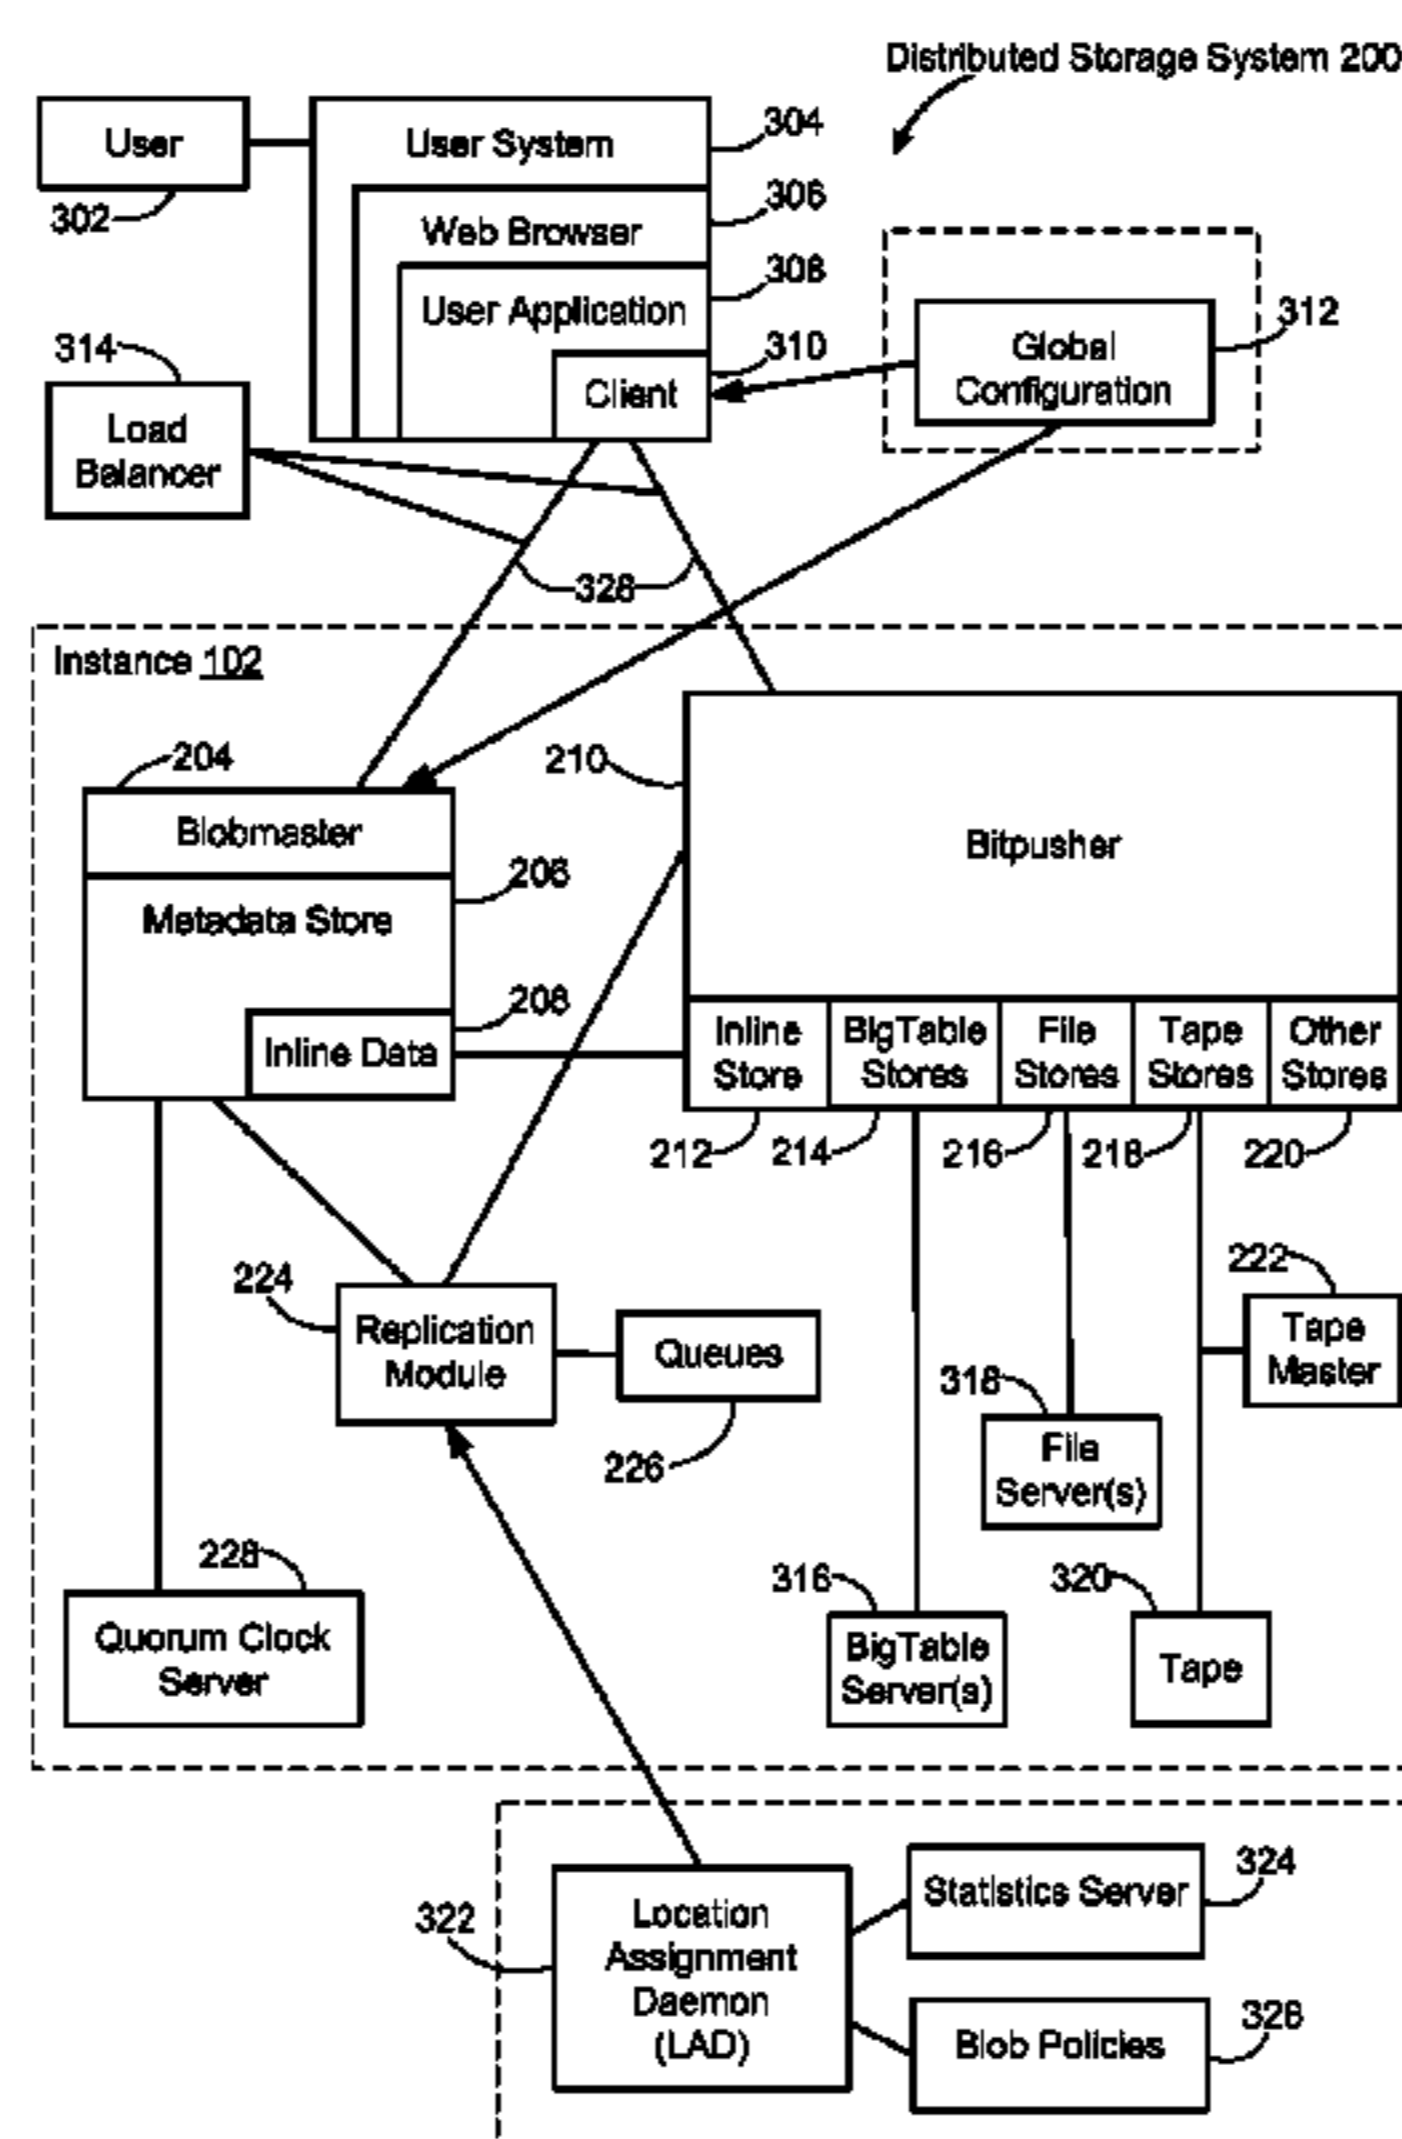 Distributed Storage System 200
User
User System
304
302
Web Browser
306
User Application
308
314
Client
310
Global
Configuration
312
Load
Balancer
328
Instance 102
204
Blobmaster
210
Bitpusher
206
Metadata Store
208
Inline Data
Inline
Store
BigTable
Stores
File
Stores
Tape
Stores
Other
Stores
212
214
216
218
220
224
Replication
Module
Queues
226
222
Tape
Master
318
File
Server(s)
228
Quorum Clock
Server
316
BigTable
Server(s)
320
Tape
322
Location
Assignment
Daemon
(LAD)
Statistics Server
324
Blob Policies
326